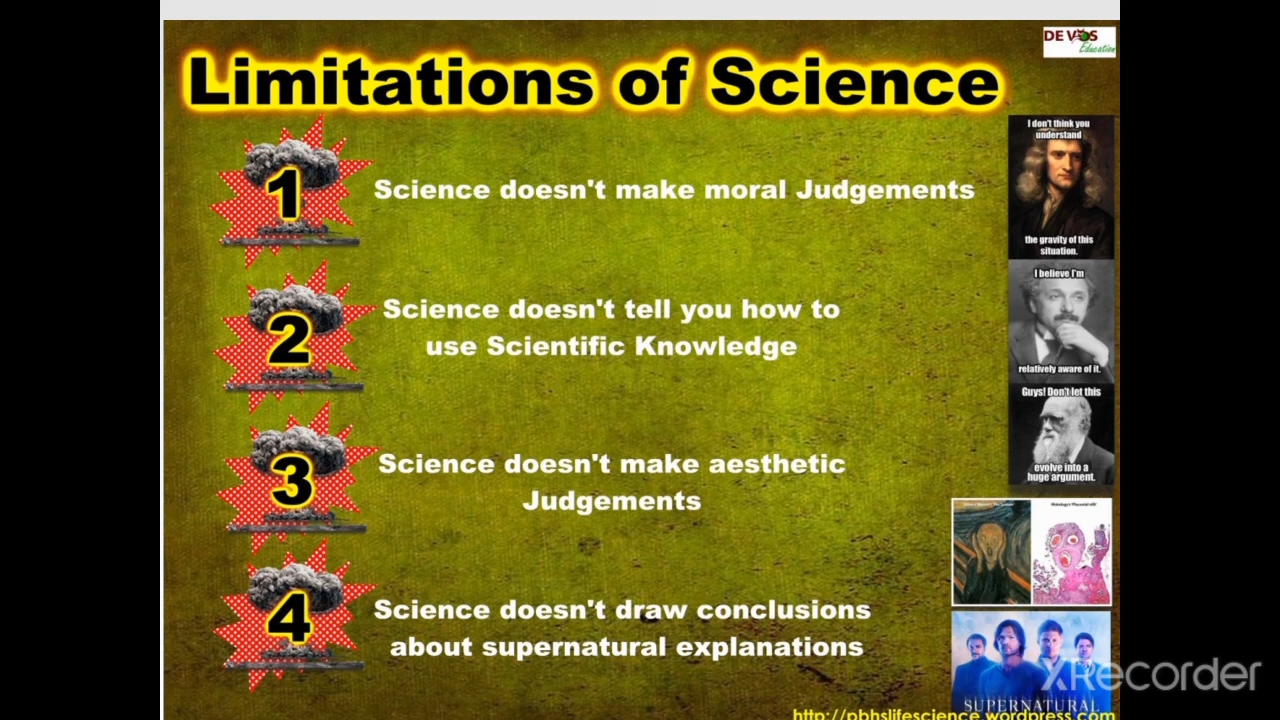 DE VOS
Education
Limitations of Science
1
Science doesn't make moral Judgements
2
Science doesn't tell you how to
use Scientific Knowledge
3
Science doesn't make aesthetic
Judgements
4
Science doesn't draw conclusions
about supernatural explanations
I don't think you
understand
the gravity of this
situation.
I believe I'm
relatively aware of it.
Guys! Don't let this
evolve into a
huge argument.
SUPERNATURAL
XRecorder
http://pbhslifescience.wordpress.com